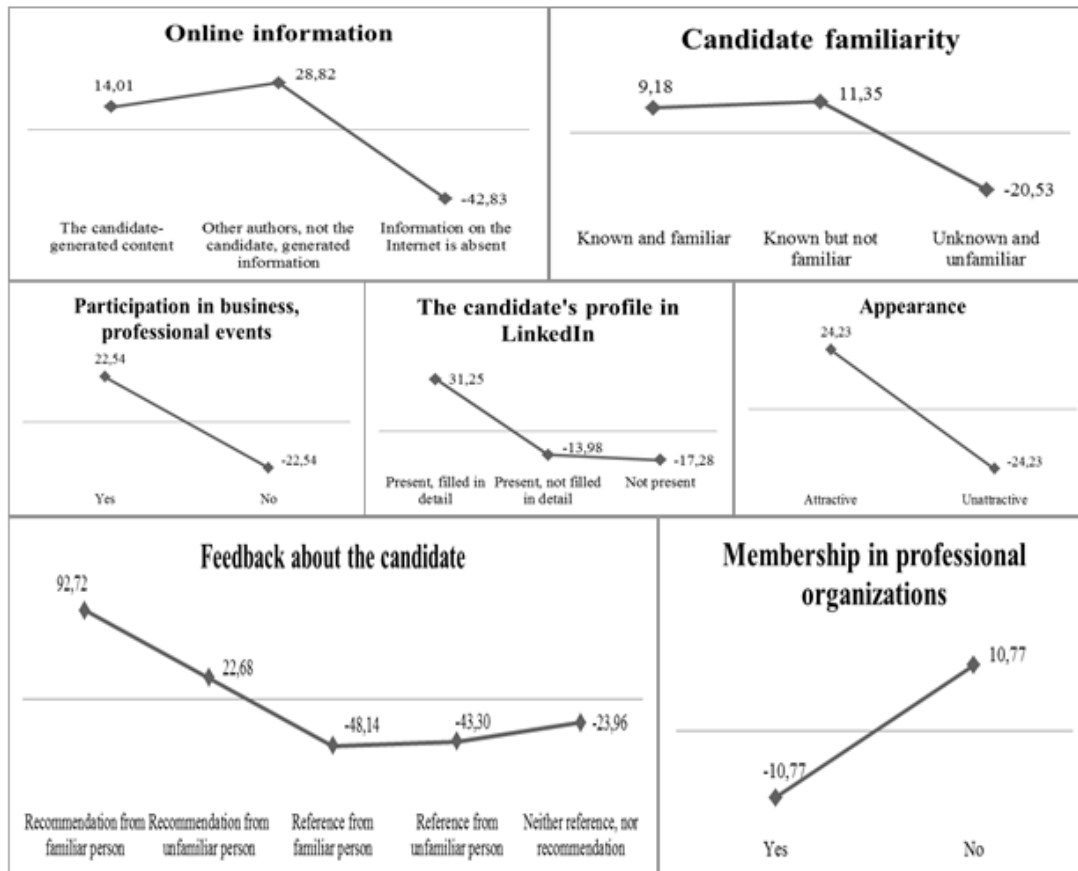 Online information
14,01
28,82
-42,83
The candidate-
generated content
Other authors, not the
candidate, generated
information
Information on the
Internet is absent
Candidate familiarity
9,18
11,35
-20,53
Known and familiar
Known but not
familiar
Unknown and
unfamiliar
Participation in business,
professional events
22,54
-22,54
Yes
No
The candidate's profile in
LinkedIn
31,25
-13,98
-17,28
Present, filled in
detail
Present, not filled
in detail
Not present
Appearance
24,23
-24,23
Attractive
Unattractive
Feedback about the candidate
92,72
22,68
-48,14
-43,30
-23,96
Recommendation from
familiar person
Recommendation from
unfamiliar person
Reference from
familiar person
Reference from
unfamiliar person
Neither reference, nor
recommendation
Membership in professional
organizations
10,77
-10,77
Yes
No